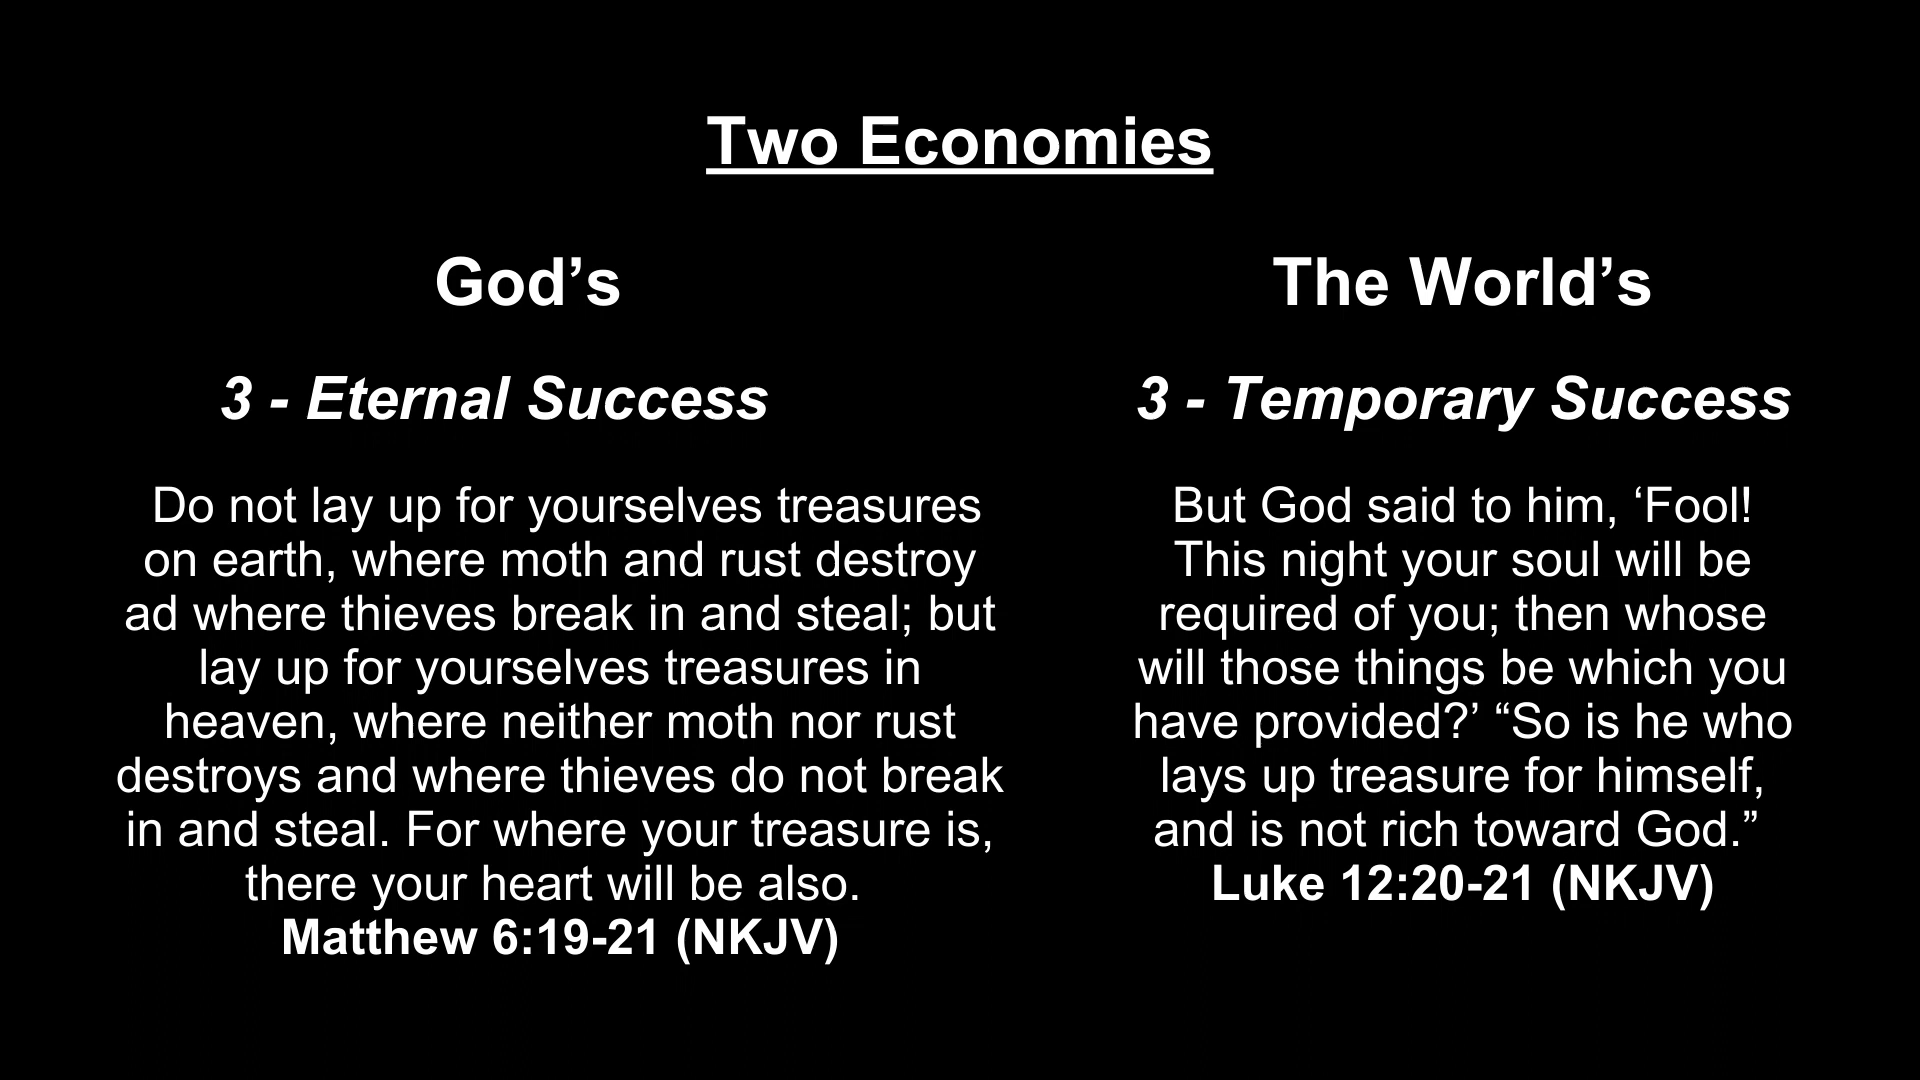 Two Economies
God’s
3 - Eternal Success
Do not lay up for yourselves treasures
on earth, where moth and rust destroy
ad where thieves break in and steal; but
lay up for yourselves treasures in
heaven, where neither moth nor rust
destroys and where thieves do not break
in and steal. For where your treasure is,
there your heart will be also.
Matthew 6:19-21 (NKJV)
The World’s
3 - Temporary Success
But God said to him, ‘Fool!
This night your soul will be
required of you; then whose
will those things be which you
have provided?’ “So is he who
lays up treasure for himself,
and is not rich toward God.”
Luke 12:20-21 (NKJV)